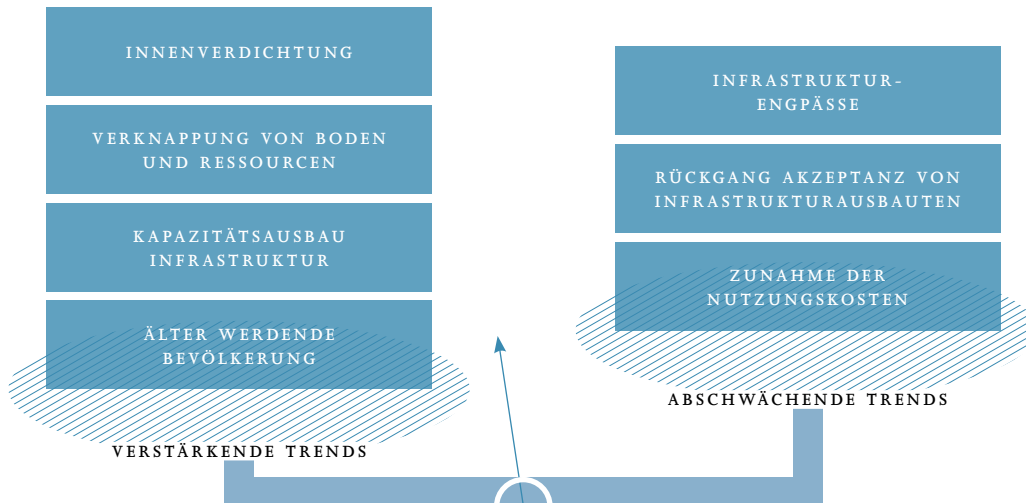 INNENVERDICHTUNG
VERKNAPPUNG VON BODEN
UND RESSOURCEN
KAPAZITÄTSAUSBAU
INFRASTRUKTUR
ÄLTER WERDENDE
BEVÖLKERUNG
VERSTÄRKENDE TRENDS
INFRASTRUKTUR-
ENGPÄSSE
RÜCKGANG AKZEPTANZ VON
INFRASTRUKTURAUSBAUTEN
ZUNAHME DER
NUTZUNGSKOSTEN
ABSCHWÄCHENDE TRENDS